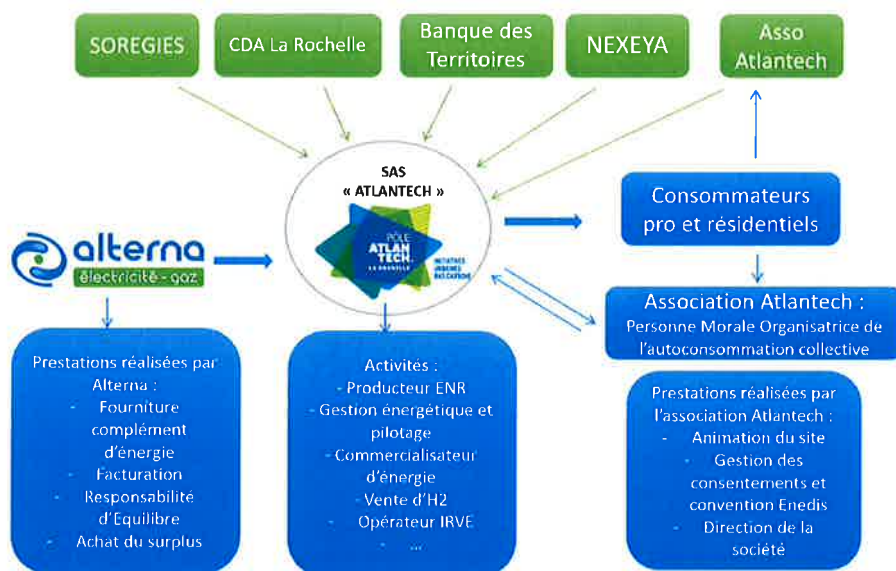 SOREGIES
CDA La Rochelle
Banque des
Territoires
NEXEYA
Asso
Atlantech
SAS
« ATLANTECH »
PÔLE
ATLAN
TECH.
LA ROCHELLE
INITIATIVES
URBAINES
BAS CARBONE
Consommateurs
pro et résidentiels
alterna
électricité - gaz
Association Atlantech :
Personne Morale Organisatrice de
l'autoconsommation collective
Prestations réalisées par
Alterna :
- Fourniture
complément
d'énergie
- Facturation
- Responsabilité
d'Equilibre
- Achat du surplus
Activités :
- Producteur ENR
- Gestion énergétique et
pilotage
- Commercialisateur
d'énergie
- Vente d'H2
- Opérateur IRVE
- ...
Prestations réalisées par
l'association Atlantech :
- Animation du site
- Gestion des
consentements et
convention Enedis
- Direction de la
société